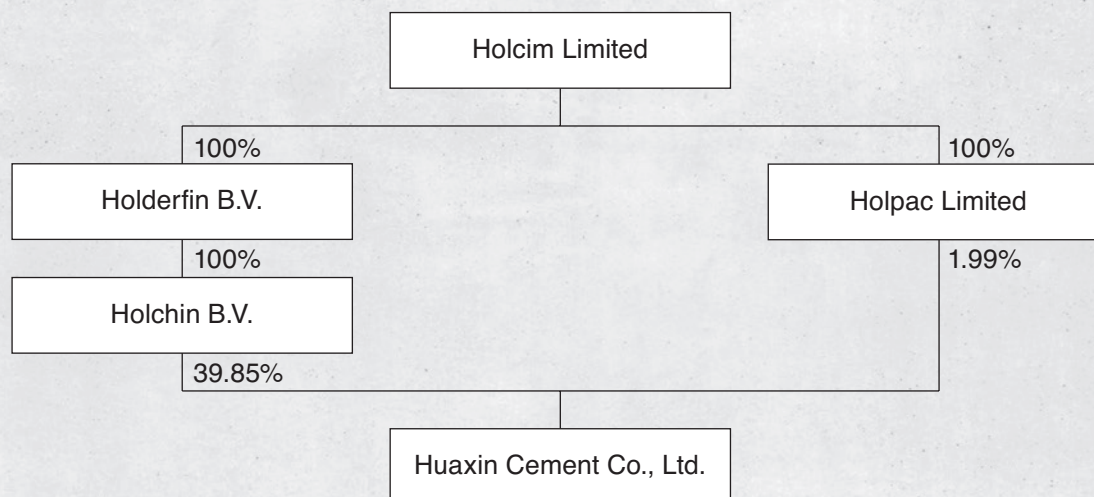 Holcim Limited
100%
100%
Holderfin B.V.
Holpac Limited
100%
1.99%
Holchin B.V.
39.85%
Huaxin Cement Co., Ltd.